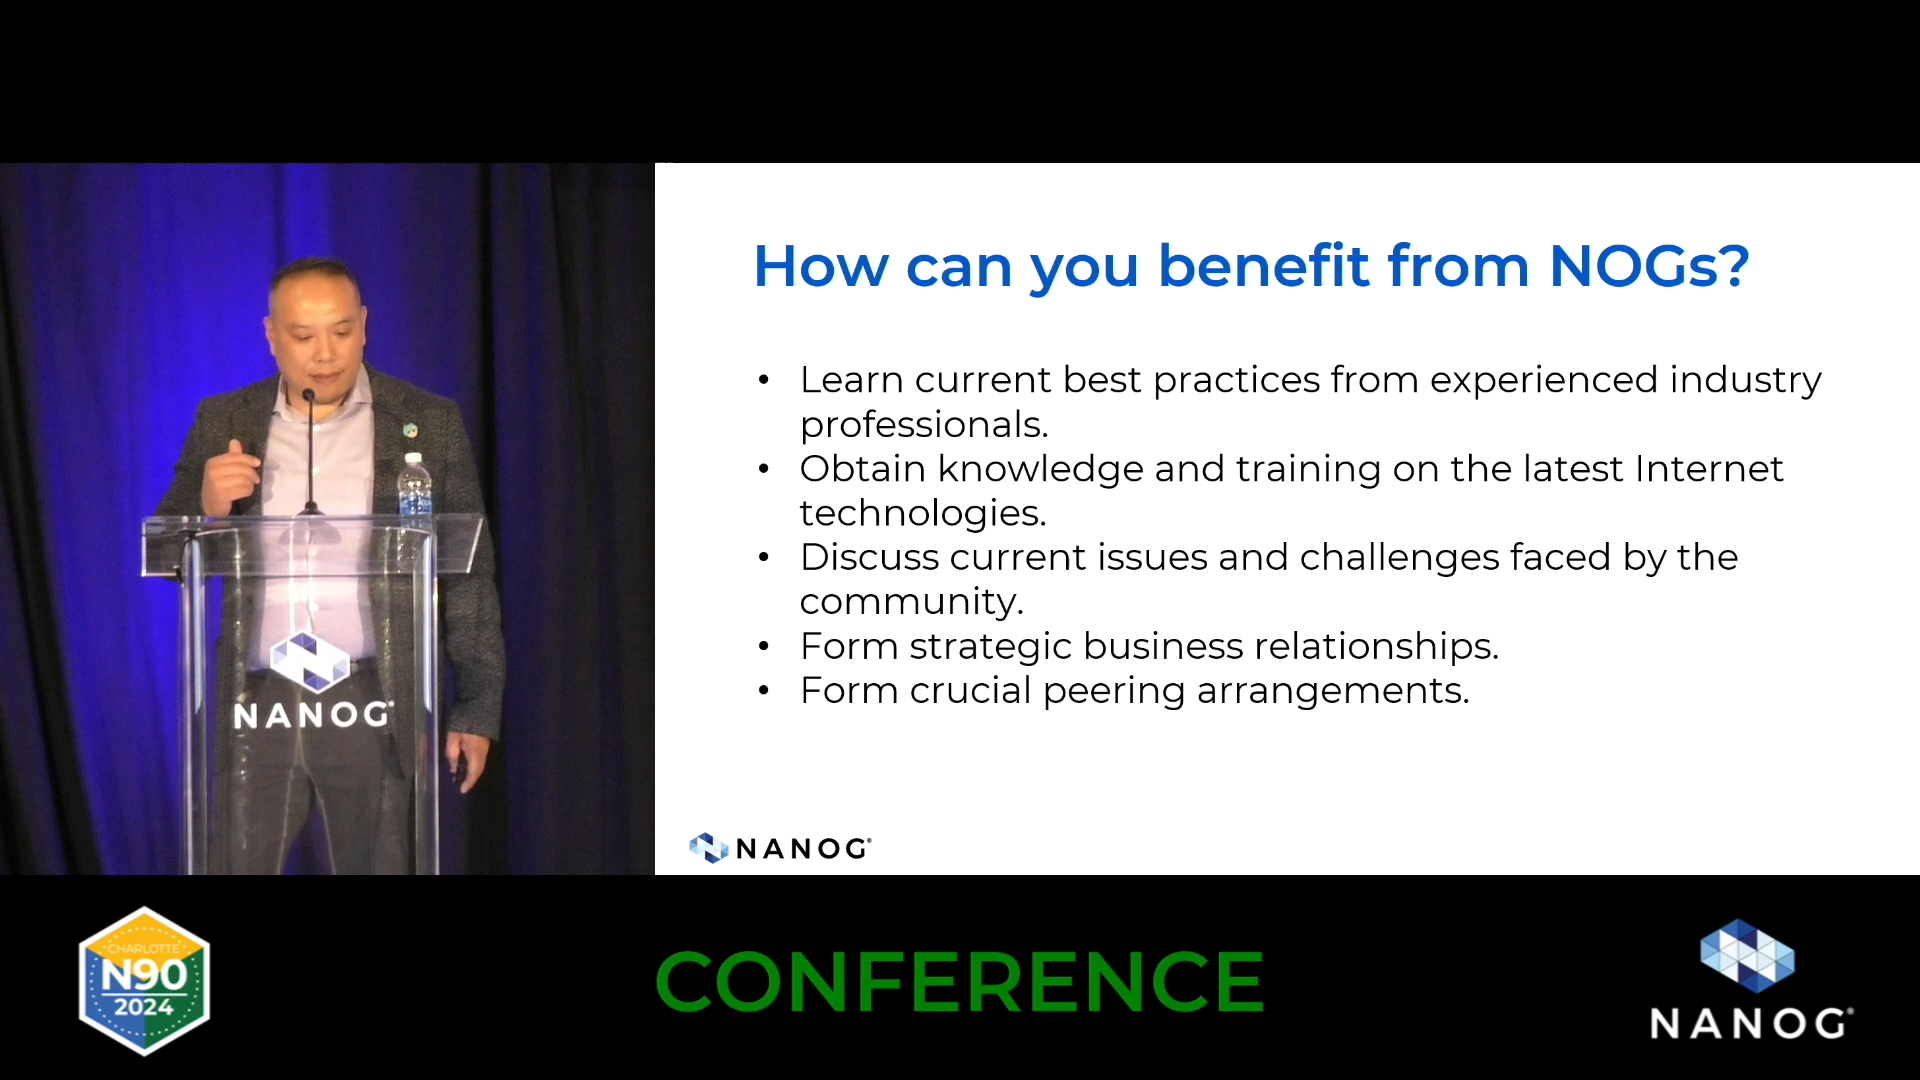 How can you benefit from NOGs?
• Learn current best practices from experienced industry
professionals.
• Obtain knowledge and training on the latest Internet
technologies.
• Discuss current issues and challenges faced by the
community.
• Form strategic business relationships.
• Form crucial peering arrangements.
NANOG®
NANOG®
CHARLOTTE
N90
2024
CONFERENCE
NANOG®